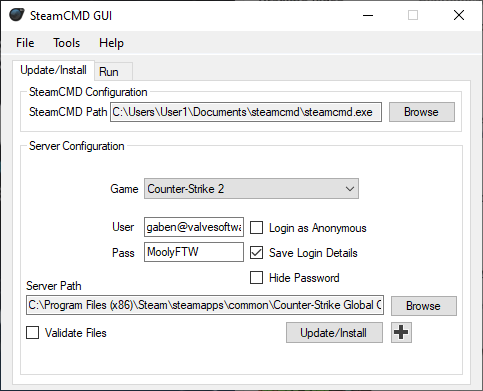 SteamCMD GUI
File Tools Help
Update/Install Run
SteamCMD Configuration
SteamCMD Path C:\Users\User1\Documents\steamcmd\steamcmd.exe Browse
Server Configuration
Game Counter-Strike 2
User gaben@valvesoftwa Login as Anonymous
Pass MoolyFTW Save Login Details
Hide Password
Server Path
C:\Program Files (x86)\Steam\steamapps\common\Counter-Strike Global O Browse
Validate Files Update/Install